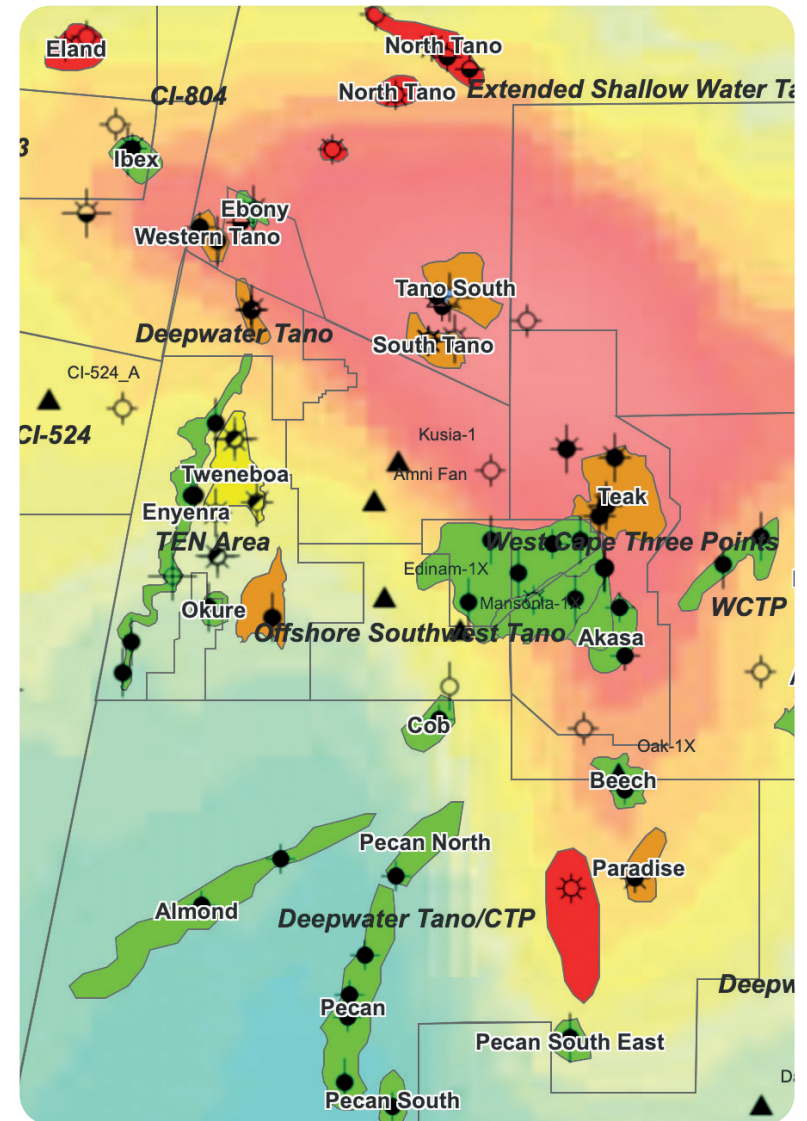 North Tano
Eland
North Tano
Extended Shallow Water Ta
CI-804
3
Ibex
Ebony
Western Tano
Tano South
Deepwater Tano
South Tano
CI-524_A
CI-524
Kusia-1
Amni Fan
Tweneboa
Teak
Enyenra
TEN Area
West Cape Three Points
Edinam-1X
Mansonia-1X
Okure
WCTP
Offshore Southwest Tano
Akasa
Cob
Oak-1X
Beech
Pecan North
Paradise
Almond
Deepwater Tano/CTP
Deepw
Pecan
Pecan South East
Da
Pecan South